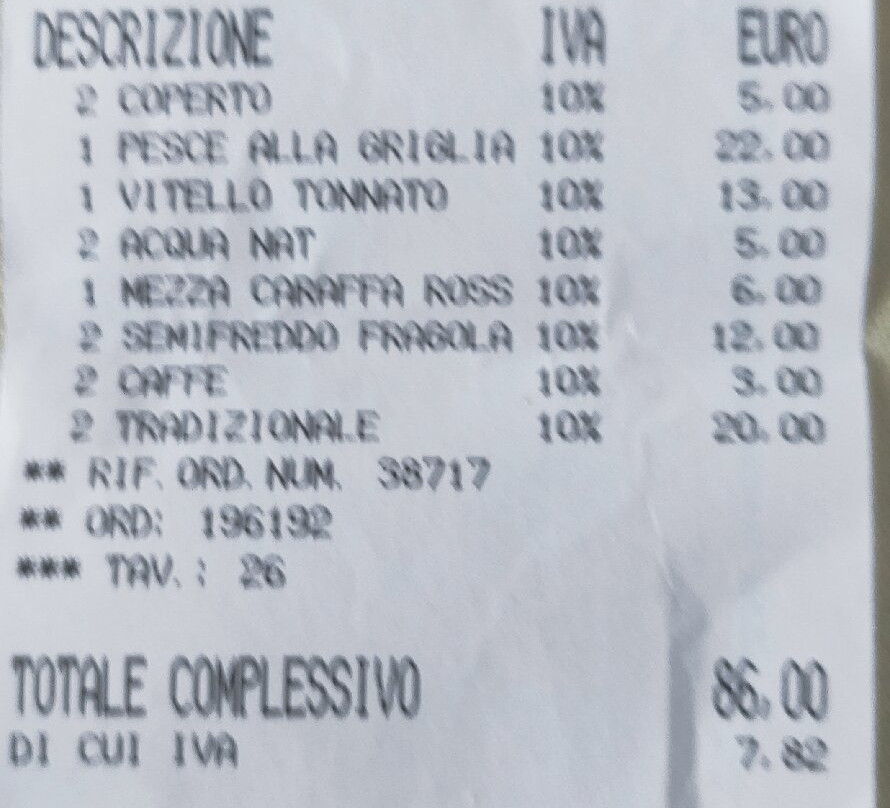 DESCRIZIONE IVA EURO
2 COPERTO 10% 5.00
1 PESCE ALLA GRIGLIA 10% 22.00
1 VITELLO TONNATO 10% 13.00
2 ACQUA NAT 10% 5.00
1 MEZZA CARAFFA ROSS 10% 6.00
2 SEMIFREDDO FRAGOLA 10% 12.00
2 CAFFE 10% 3.00
2 TRADIZIONALE 10% 20.00
** RIF. ORD. NUM. 38717
** ORD: 196192
*** TAV.: 26
TOTALE COMPLESSIVO 86,00
DI CUI IVA 7.82